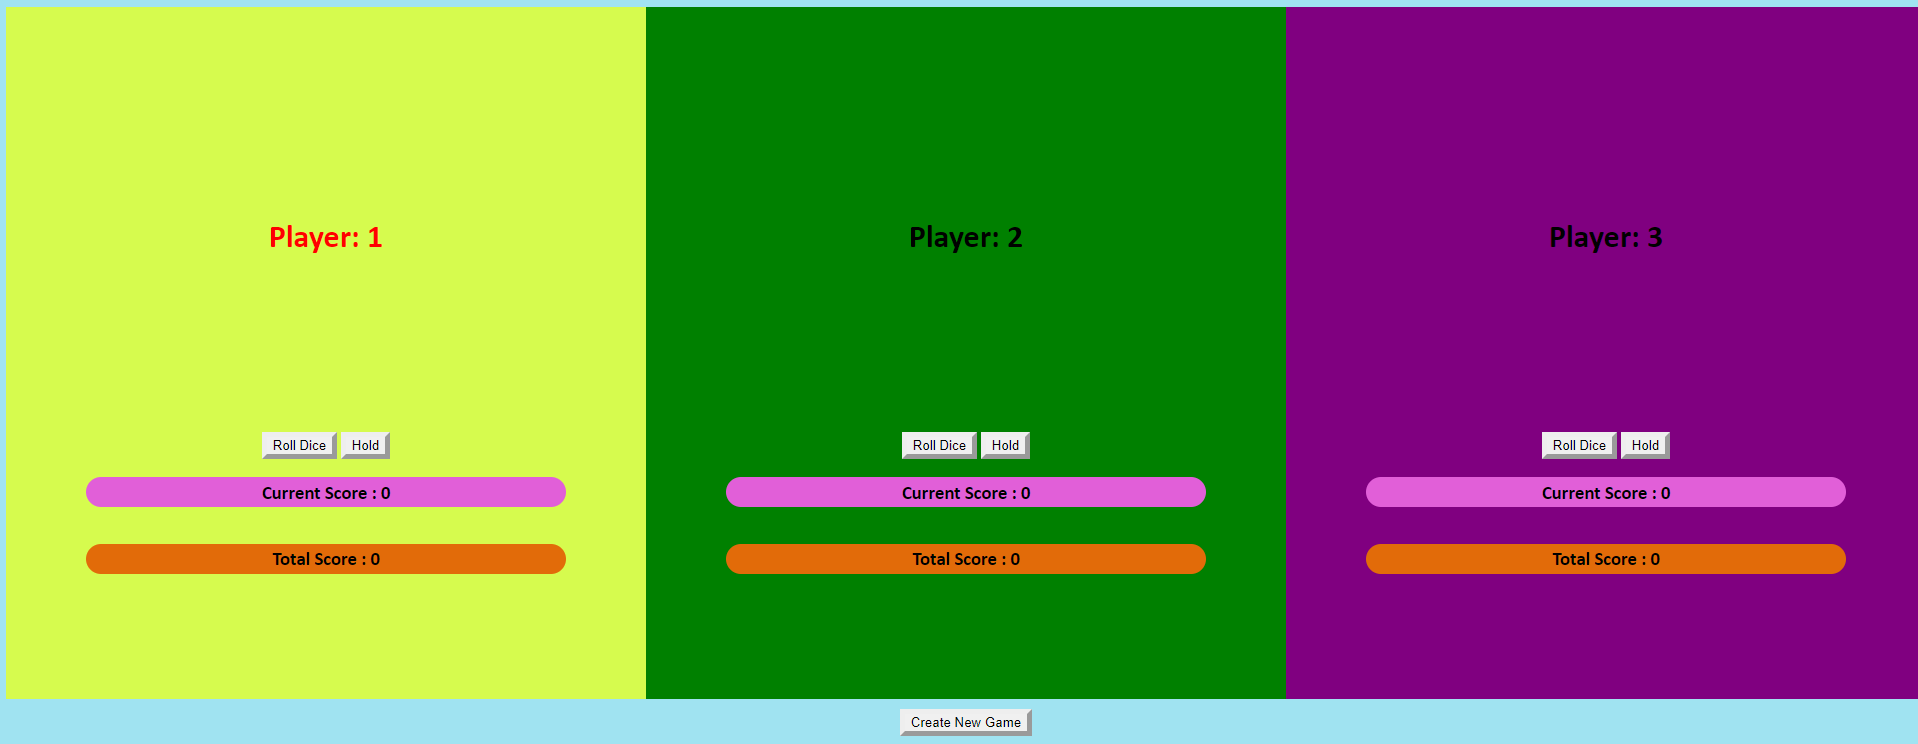 Player: 1
Player: 2
Player: 3
Roll Dice Hold
Roll Dice Hold
Roll Dice Hold
Current Score : 0
Current Score : 0
Current Score : 0
Total Score : 0
Total Score : 0
Total Score : 0
Create New Game